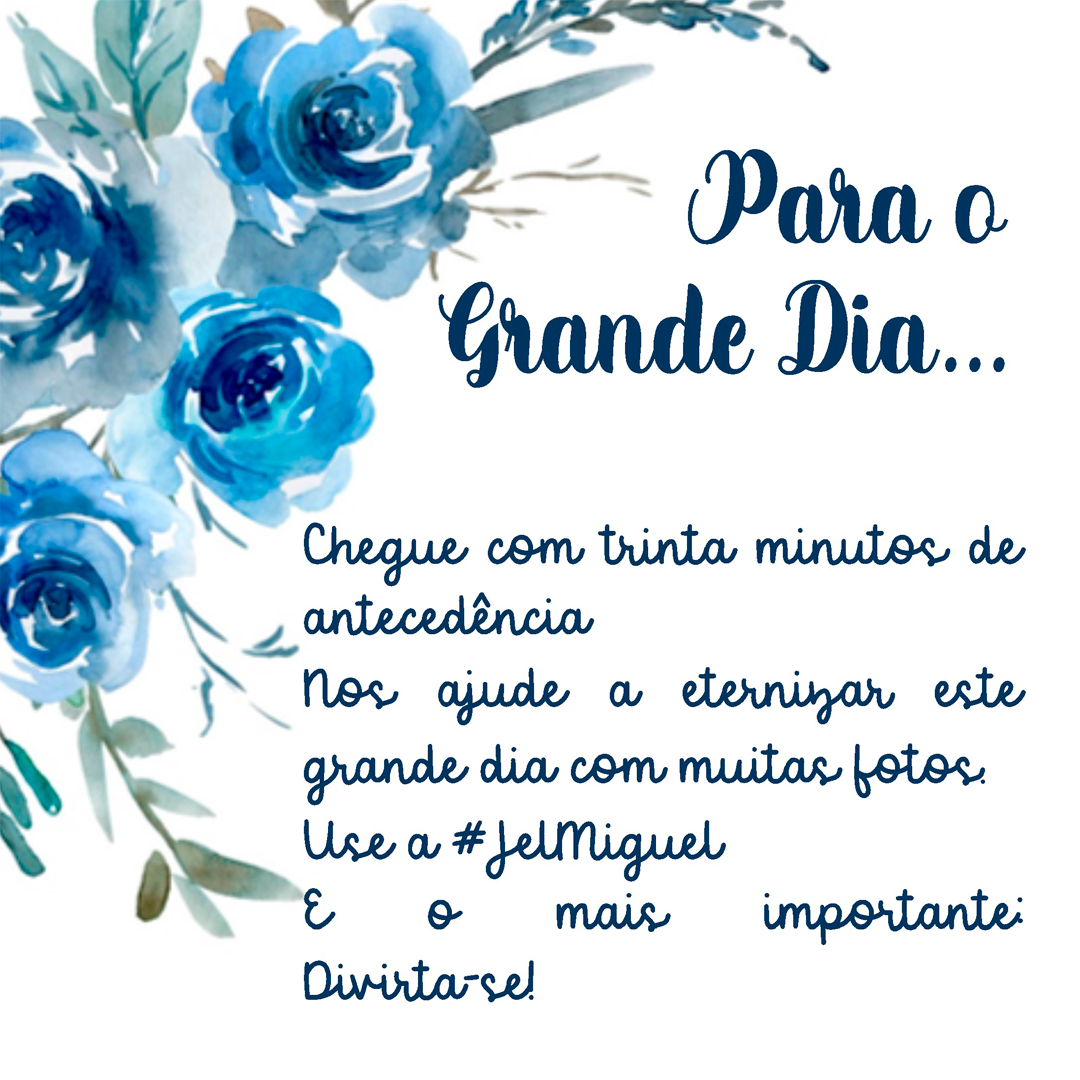 Para o
Grande Dia...
Chegue com trinta minutos de
antecedência
Nos ajude a eternizar este
grande dia com muitas fotos.
Use a #JelMiguel
E o mais importante:
Divirta-se!